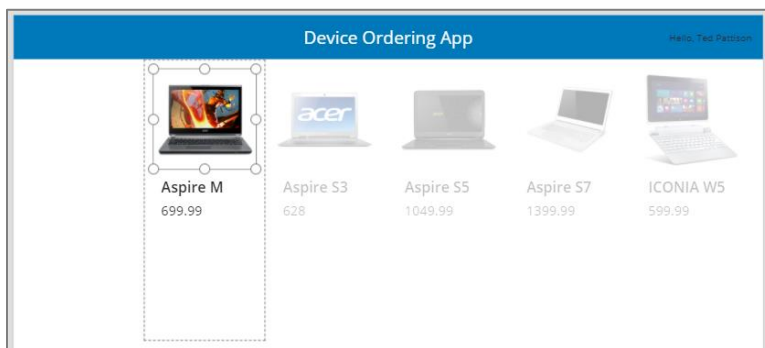 Device Ordering App
Hello, Ted Pattison
acer
Aspire M
Aspire S3
Aspire S5
Aspire S7
ICONIA W5
699.99
628
1049.99
1399.99
599.99